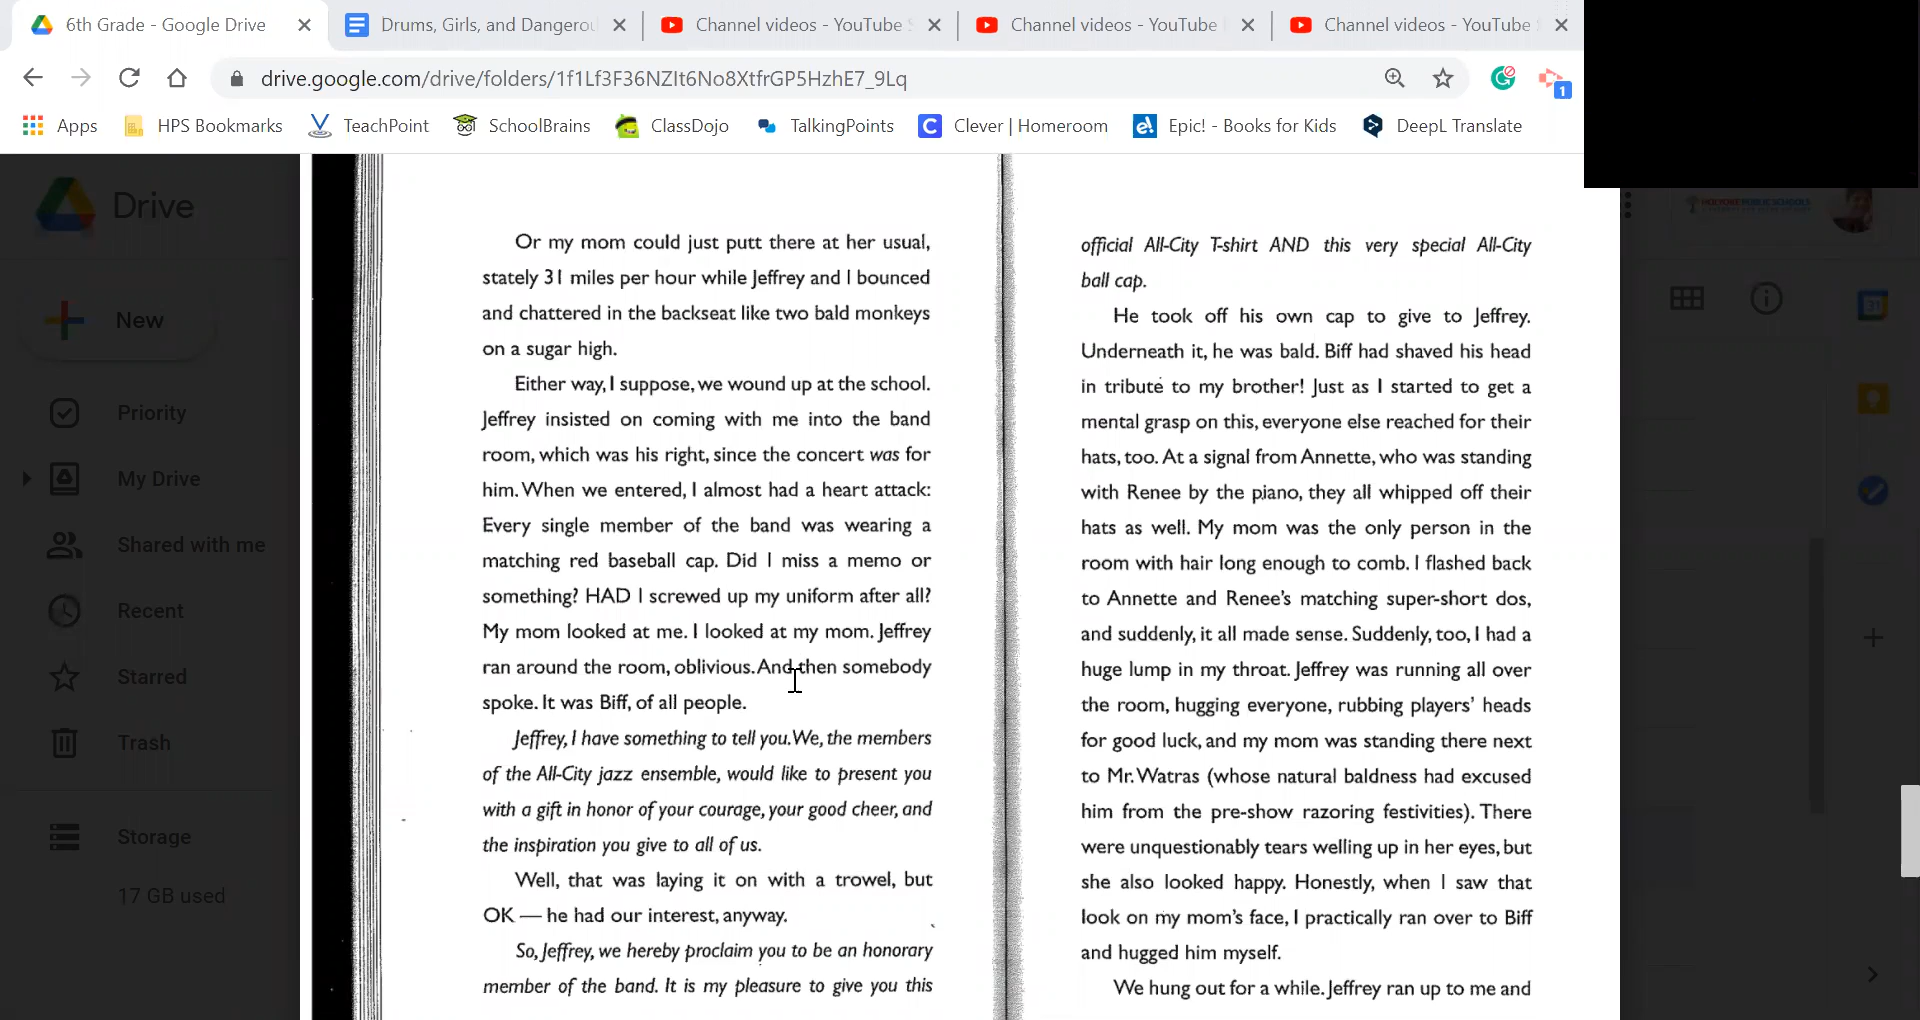 6th Grade - Google Drive
Drums, Girls, and Dangerou
Channel videos - YouTube S
Channel videos - YouTube
Channel videos - YouTube
drive.google.com/drive/folders/1f1Lf3F36NZIt6No8XtfrGP5HzhE7_9Lq
1
Apps
HPS Bookmarks
TeachPoint
SchoolBrains
ClassDojo
TalkingPoints
C
Clever | Homeroom
e!
Epic! - Books for Kids
DeepL Translate
Drive
HOLYOKE PUBLIC SCHOOLS
New
31
Priority
My Drive
Shared with me
Recent
Starred
Trash
Storage
17 GB used
Or my mom could just putt there at her usual,
stately 31 miles per hour while Jeffrey and I bounced
and chattered in the backseat like two bald monkeys
on a sugar high.
Either way, I suppose, we wound up at the school.
Jeffrey insisted on coming with me into the band
room, which was his right, since the concert was for
him. When we entered, I almost had a heart attack:
Every single member of the band was wearing a
matching red baseball cap. Did I miss a memo or
something? HAD I screwed up my uniform after all?
My mom looked at me. I looked at my mom. Jeffrey
ran around the room, oblivious. And then somebody
spoke. It was Biff, of all people.
Jeffrey, I have something to tell you. We, the members
of the All-City jazz ensemble, would like to present you
with a gift in honor of your courage, your good cheer, and
the inspiration you give to all of us.
Well, that was laying it on with a trowel, but
OK — he had our interest, anyway.
So, Jeffrey, we hereby proclaim you to be an honorary
member of the band. It is my pleasure to give you this
official All-City T-shirt AND this very special All-City
ball cap.
He took off his own cap to give to Jeffrey.
Underneath it, he was bald. Biff had shaved his head
in tribute to my brother! Just as I started to get a
mental grasp on this, everyone else reached for their
hats, too. At a signal from Annette, who was standing
with Renee by the piano, they all whipped off their
hats as well. My mom was the only person in the
room with hair long enough to comb. I flashed back
to Annette and Renee's matching super-short dos,
and suddenly, it all made sense. Suddenly, too, I had a
huge lump in my throat. Jeffrey was running all over
the room, hugging everyone, rubbing players' heads
for good luck, and my mom was standing there next
to Mr. Watras (whose natural baldness had excused
him from the pre-show razoring festivities). There
were unquestionably tears welling up in her eyes, but
she also looked happy. Honestly, when I saw that
look on my mom's face, I practically ran over to Biff
and hugged him myself.
We hung out for a while. Jeffrey ran up to me and